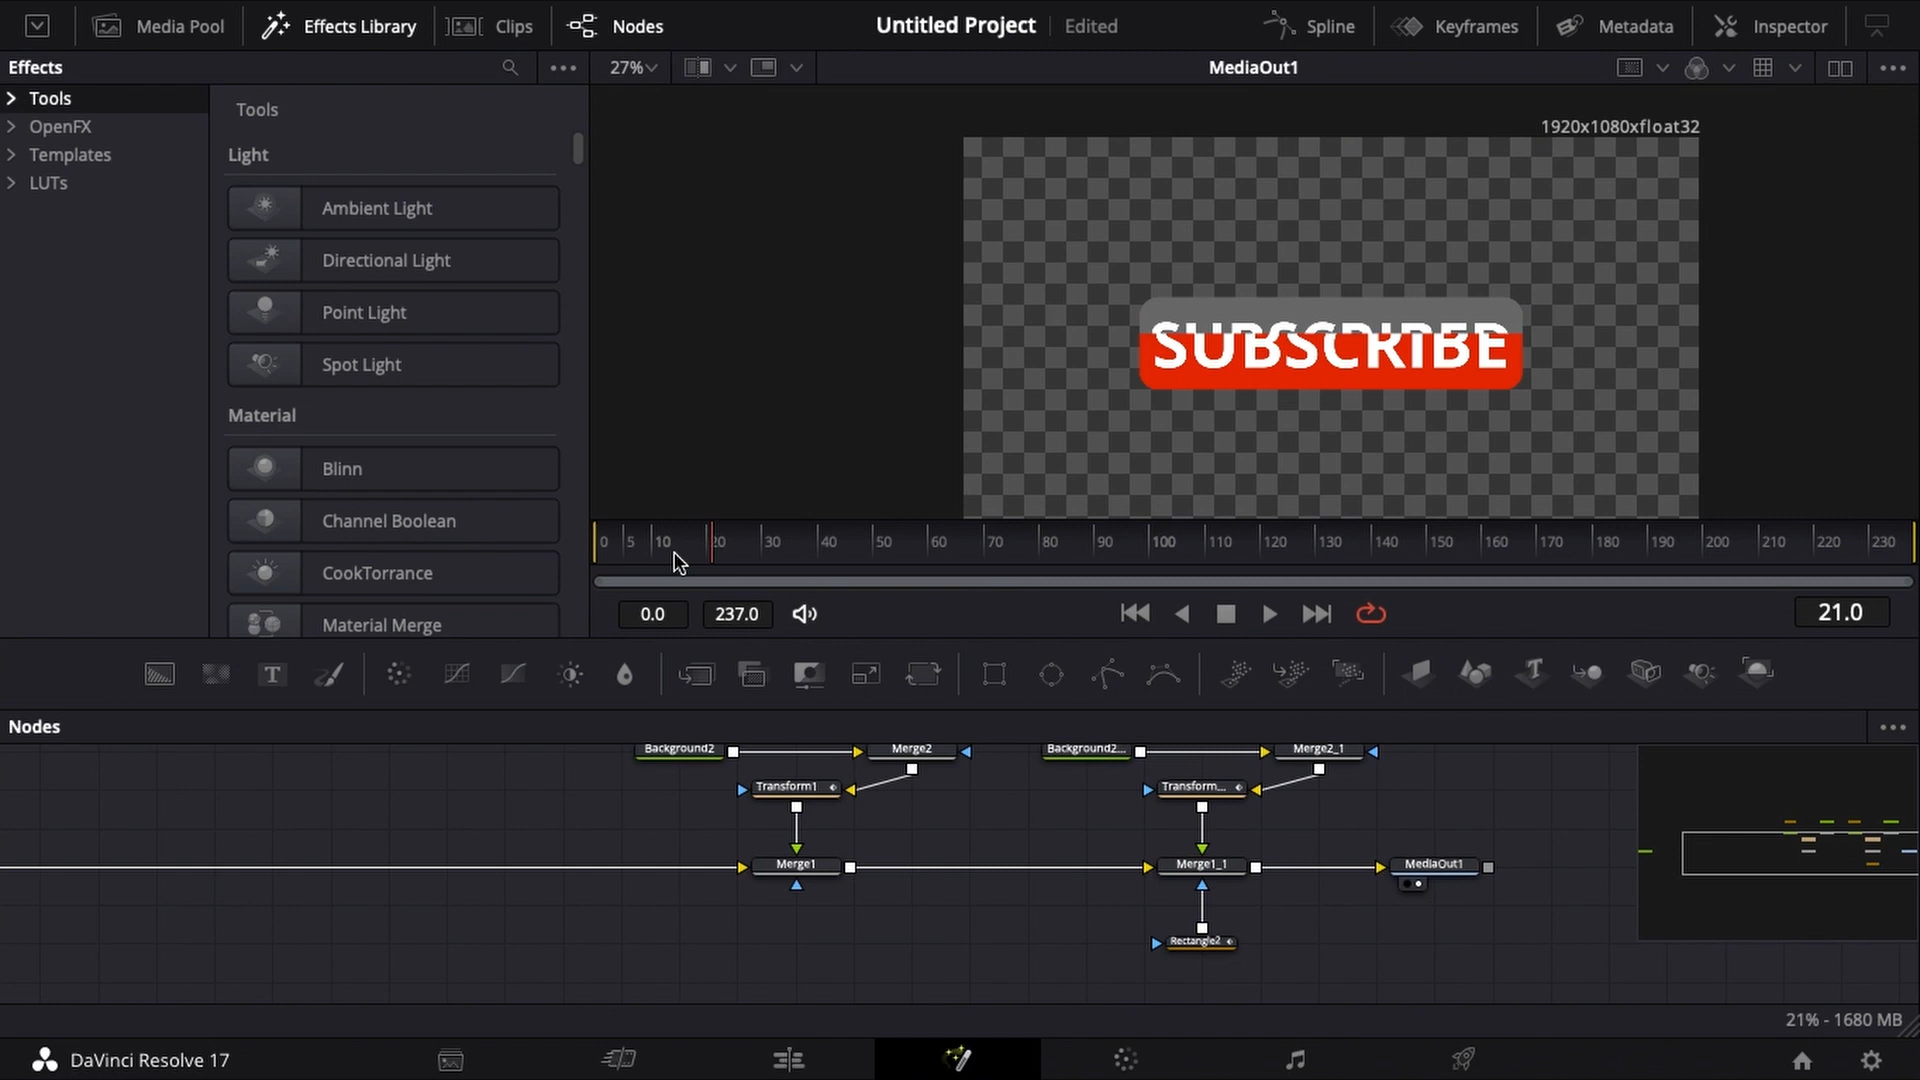 Media Pool
Effects Library
Clips
Nodes
Untitled Project
Edited
Spline
Keyframes
Metadata
Inspector
Effects
27%
MediaOut1
Tools
OpenFX
Templates
LUTs
Tools
Light
Ambient Light
Directional Light
Point Light
Spot Light
Material
Blinn
Channel Boolean
CookTorrance
Material Merge
1920x1080xfloat32
SUBSCRIBE
0 5 10 20 30 40 50 60 70 80 90 100 110 120 130 140 150 160 170 180 190 200 210 220 230
0.0
237.0
21.0
Nodes
Background2
Merge2
Background2...
Merge2_1
Transform1
Transform...
Merge1
Merge1_1
MediaOut1
Rectangle2
21% - 1680 MB
DaVinci Resolve 17